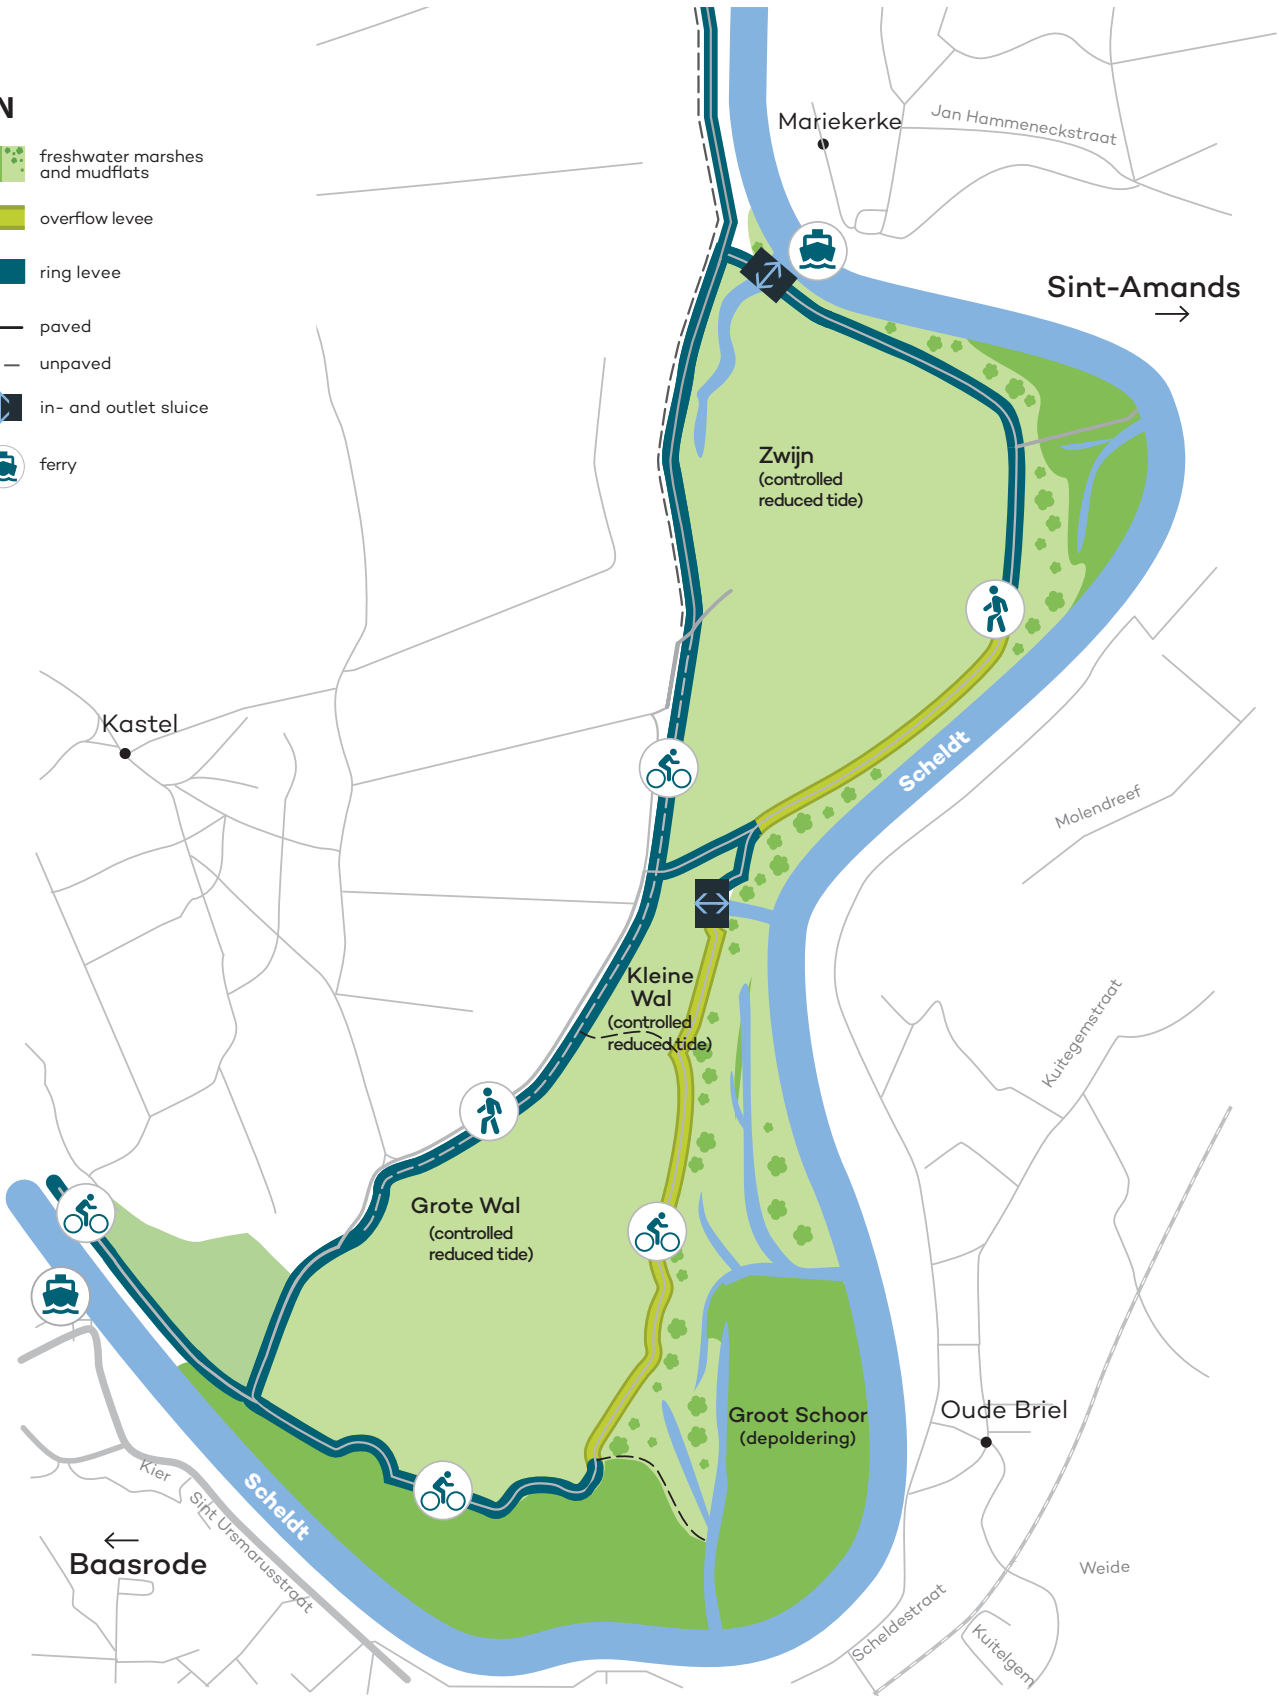 N
freshwater marshes
and mudflats
overflow levee
ring levee
paved
unpaved
in- and outlet sluice
ferry
Mariekerke
Jan Hammeneckstraat
Sint-Amands
Zwijn
(controlled
reduced tide)
Kastel
Scheldt
Molendreef
Kleine
Wal
(controlled
reduced tide)
Kuitegemstraat
Grote Wal
(controlled
reduced tide)
Groot Schoor
(depoldering)
Oude Briel
Kier
Scheldt
Sint Ursmarusstraat
Baasrode
Weide
Scheldestraat
Kuitelgem